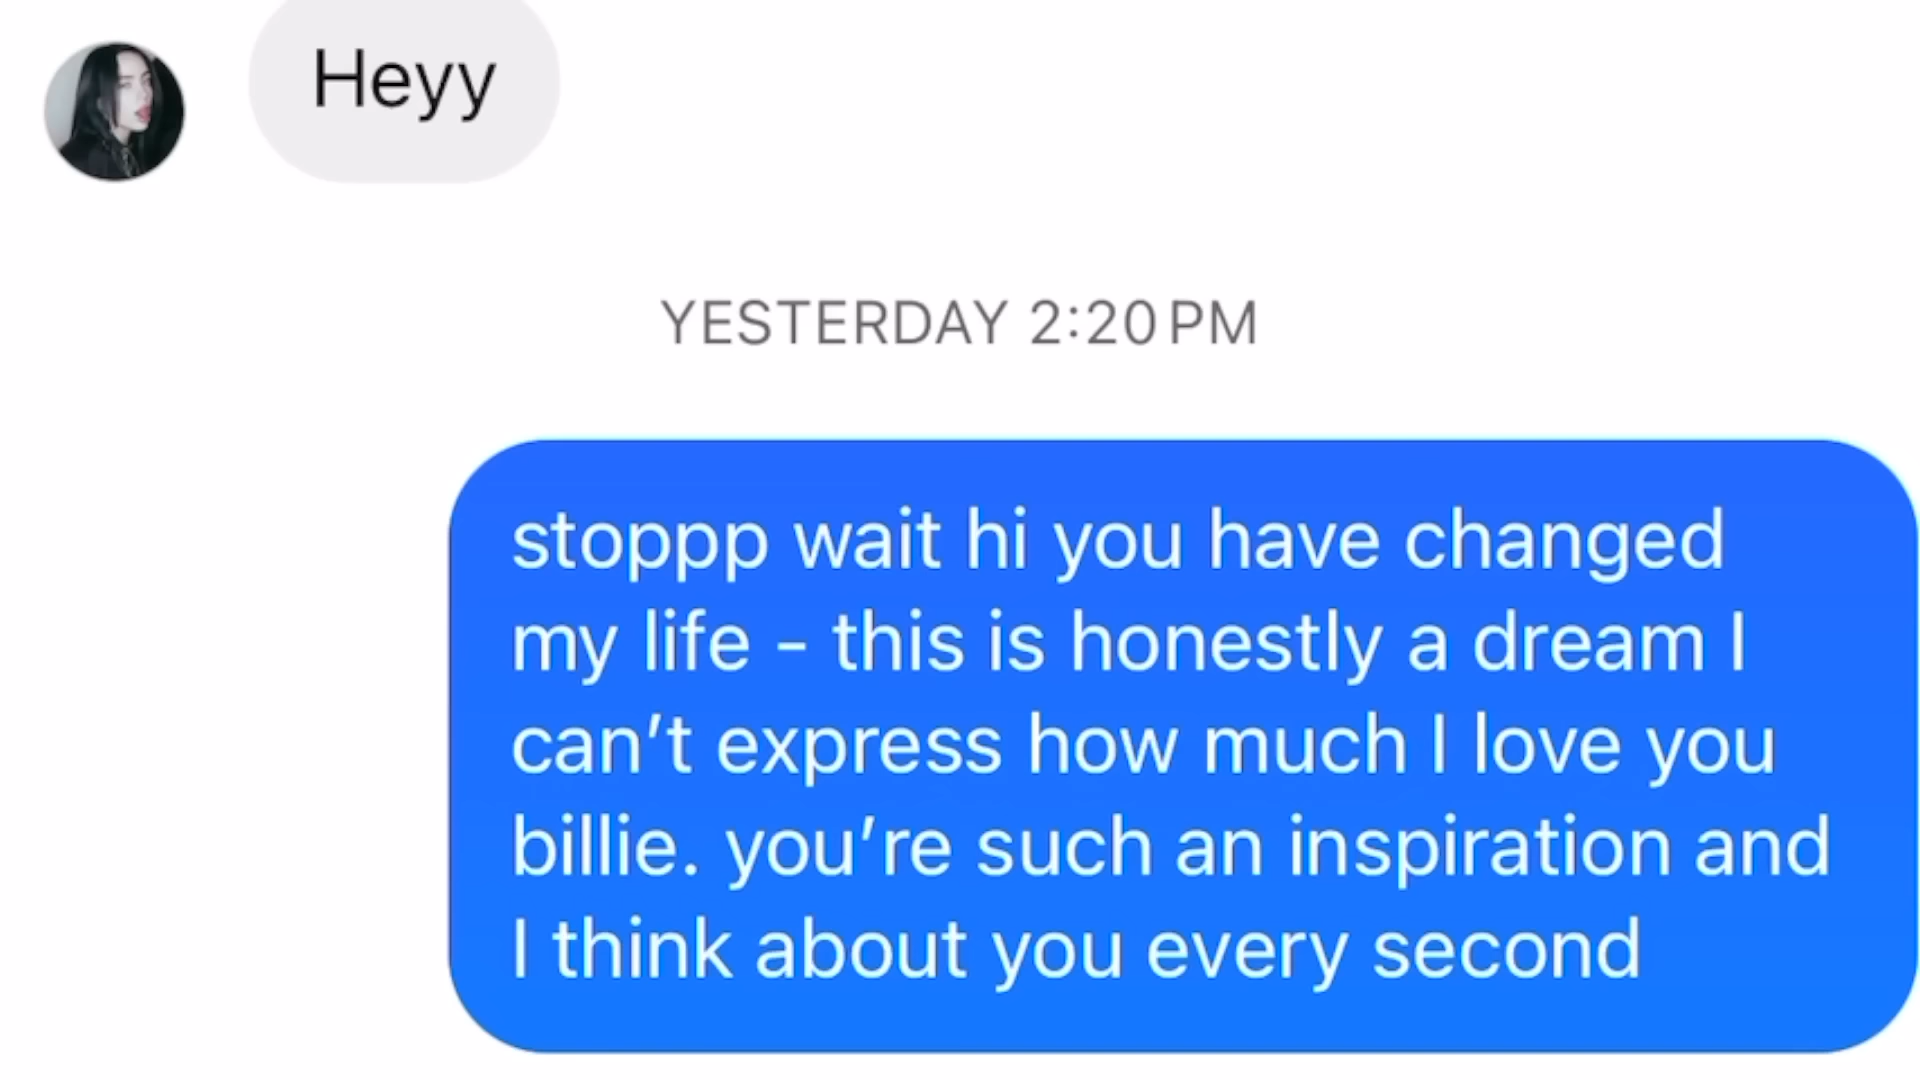 Heyy
YESTERDAY 2:20 PM
stoppp wait hi you have changed
my life - this is honestly a dream I
can’t express how much I love you
billie. you’re such an inspiration and
I think about you every second